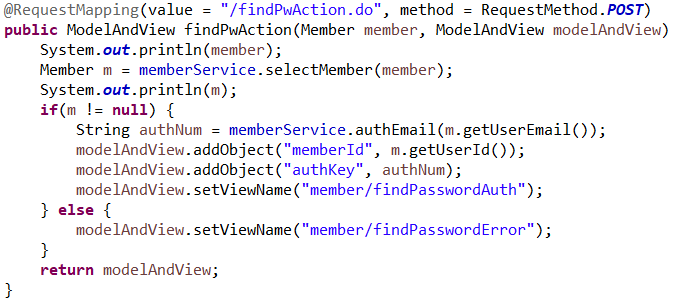 @RequestMapping(value = "/findPwAction.do", method = RequestMethod.POST)
public ModelAndView findPwAction(Member member, ModelAndView modelAndView)
    System.out.println(member);
    Member m = memberService.selectMember(member);
    System.out.println(m);
    if(m != null) {
        String authNum = memberService.authEmail(m.getUserEmail());
        modelAndView.addObject("memberId", m.getUserId());
        modelAndView.addObject("authKey", authNum);
        modelAndView.setViewName("member/findPasswordAuth");
    } else {
        modelAndView.setViewName("member/findPasswordError");
    }
    return modelAndView;
}